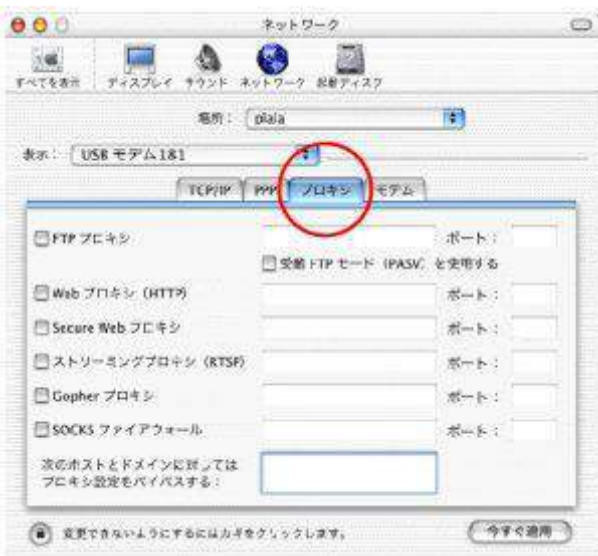 ネットワーク
すべてを表示 ディスプレイ サウンド ネットワーク 起動ディスク
場所： plala
表示： USB モデム 1&1
TCP/IP PPP プロキシ モデム
FTP プロキシ ポート：
受動 FTP モード（PASV）を使用する
Web プロキシ（HTTP） ポート：
Secure Web プロキシ ポート：
ストリーミングプロキシ（RTSP） ポート：
Gopher プロキシ ポート：
SOCKS ファイアウォール ポート：
次のホストとドメインに対しては
プロキシ設定をバイパスする：
変更できないようにするにはカギをクリックします。 今すぐ適用